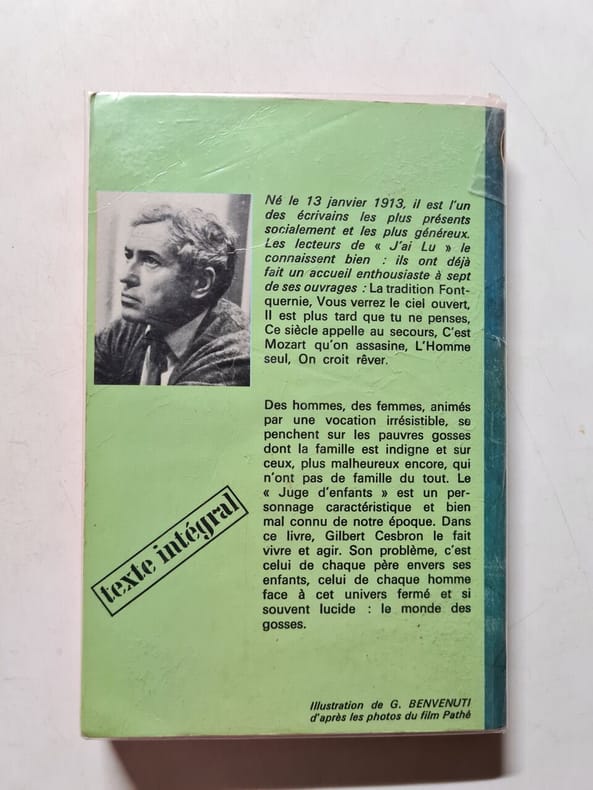 Né le 13 janvier 1913, il est l'un
des écrivains les plus présents
socialement et les plus généreux.
Les lecteurs de « J'ai Lu » le
connaissent bien : ils ont déjà
fait un accueil enthousiaste à sept
de ses ouvrages : La tradition Font-
quernie, Vous verrez le ciel ouvert,
Il est plus tard que tu ne penses,
Ce siècle appelle au secours, C'est
Mozart qu'on assasine, L'Homme
seul, On croit rêver.
Des hommes, des femmes, animés
par une vocation irrésistible, se
penchent sur les pauvres gosses
dont la famille est indigne et sur
ceux, plus malheureux encore, qui
n'ont pas de famille du tout. Le
« Juge d'enfants » est un per-
sonnage caractéristique et bien
mal connu de notre époque. Dans
ce livre, Gilbert Cesbron le fait
vivre et agir. Son problème, c'est
celui de chaque père envers ses
enfants, celui de chaque homme
face à cet univers fermé et si
souvent lucide : le monde des
gosses.
texte intégral
Illustration de G. BENVENUTI
d'après les photos du film Pathé